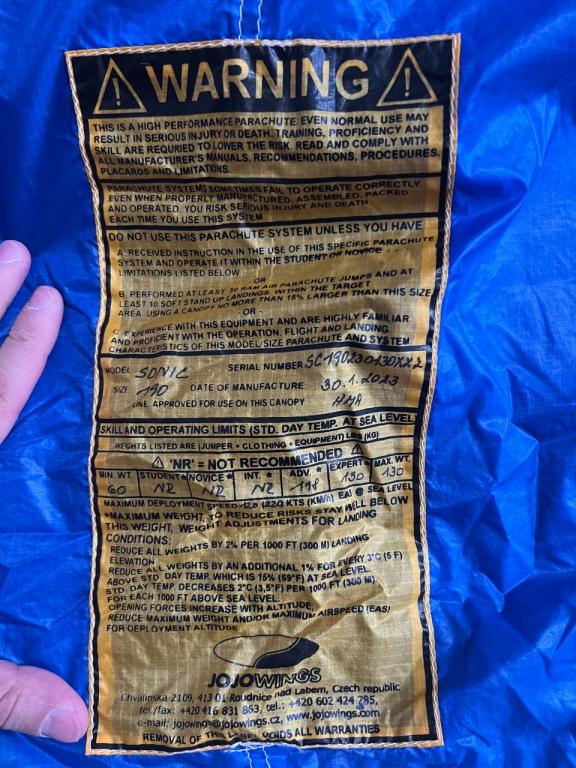 WARNING
THIS IS A HIGH PERFORMANCE PARACHUTE. EVEN NORMAL USE MAY
RESULT IN SERIOUS INJURY OR DEATH. TRAINING, PROFICIENCY AND
SKILL ARE REQURIED TO LOWER THE RISK. READ AND COMPLY WITH
ALL MANUFACTURER'S MANUALS, RECOMMENDATIONS, PROCEDURES,
PLACARDS AND LIMITATIONS.
PARACHUTE SYSTEMS SOMETIMES FAIL TO OPERATE CORRECTLY
EVEN WHEN PROPERLY MANUFACTURED, ASSEMBLED, PACKED
AND OPERATED. YOU RISK SERIOUS INJURY AND DEATH
EACH TIME YOU USE THIS SYSTEM
DO NOT USE THIS PARACHUTE SYSTEM UNLESS YOU HAVE:
A. RECEIVED INSTRUCTION IN THE USE OF THIS SPECIFIC PARACHUTE
SYSTEM AND OPERATE IT WITHIN THE STUDENT OR NOVICE
LIMITATIONS LISTED BELOW
- OR -
B. PERFORMED AT LEAST 50 RAM AIR PARACHUTE JUMPS AND AT
LEAST 10 SOFT STAND UP LANDINGS, WITHIN THE TARGET
AREA, USING A CANOPY NO MORE THAN 15% LARGER THAN THIS SIZE
- OR -
C. EXPERIENCE WITH THIS EQUIPMENT AND ARE HIGHLY FAMILIAR
AND PROFICIENT WITH THE OPERATION, FLIGHT AND LANDING
CHARACTERISTICS OF THIS MODEL/SIZE PARACHUTE AND SYSTEM.
MODEL SONIC SERIAL NUMBER SC190230130XX2
SIZE 190 DATE OF MANUFACTURE 30.1.2023
LINE APPROVED FOR USE ON THIS CANOPY HMA
SKILL AND OPERATING LIMITS (STD. DAY TEMP. AT SEA LEVEL)
WEGHTS LISTED ARE (JUMPER + CLOTHING + EQUIPMENT) LBS (KG)
'NR' = NOT RECOMMENDED
MIN. WT. STUDENT* NOVICE* INT.* ADV.* EXPERT* MAX. WT.
60 NR NR NR 118 130 130
MAXIMUM DEPLOYMENT SPEED KTS (KM/H) EAS @ SEA LEVEL
*MAXIMUM WEIGHT, TO REDUCE RISKS STAY WELL BELOW
THIS WEIGHT, WEIGHT ADJUSTMENTS FOR LANDING
CONDITIONS:
REDUCE ALL WEIGHTS BY 2% PER 1000 FT (300 M) LANDING
ELEVATION
REDUCE ALL WEIGHTS BY AN ADDITIONAL 1% FOR EVERY 3°C (5 F)
ABOVE STD. DAY TEMP. WHICH IS 15% (59°F) AT SEA LEVEL.
STD. DAY TEMP. DECREASES 2°C (3,5°F) PER 1000 FT (300 M)
FOR EACH 1000 FT ABOVE SEA LEVEL.
OPENING FORCES INCREASE WITH ALTITUDE,
REDUCE MAXIMUM WEIGHT AND/OR MAXIMUM AIRSPEED (EAS)
FOR DEPLOYMENT ALTITUDE
JOJOWINGS
Chvalinska 2109, 413 01 Roudnice nad Labem, Czech republic
tel./fax: +420 416 831 863, tel.: +420 602 424 785,
e-mail: jojowings@jojowings.cz, www.jojowings.com
REMOVAL OF THIS LABEL VOIDS ALL WARRANTIES